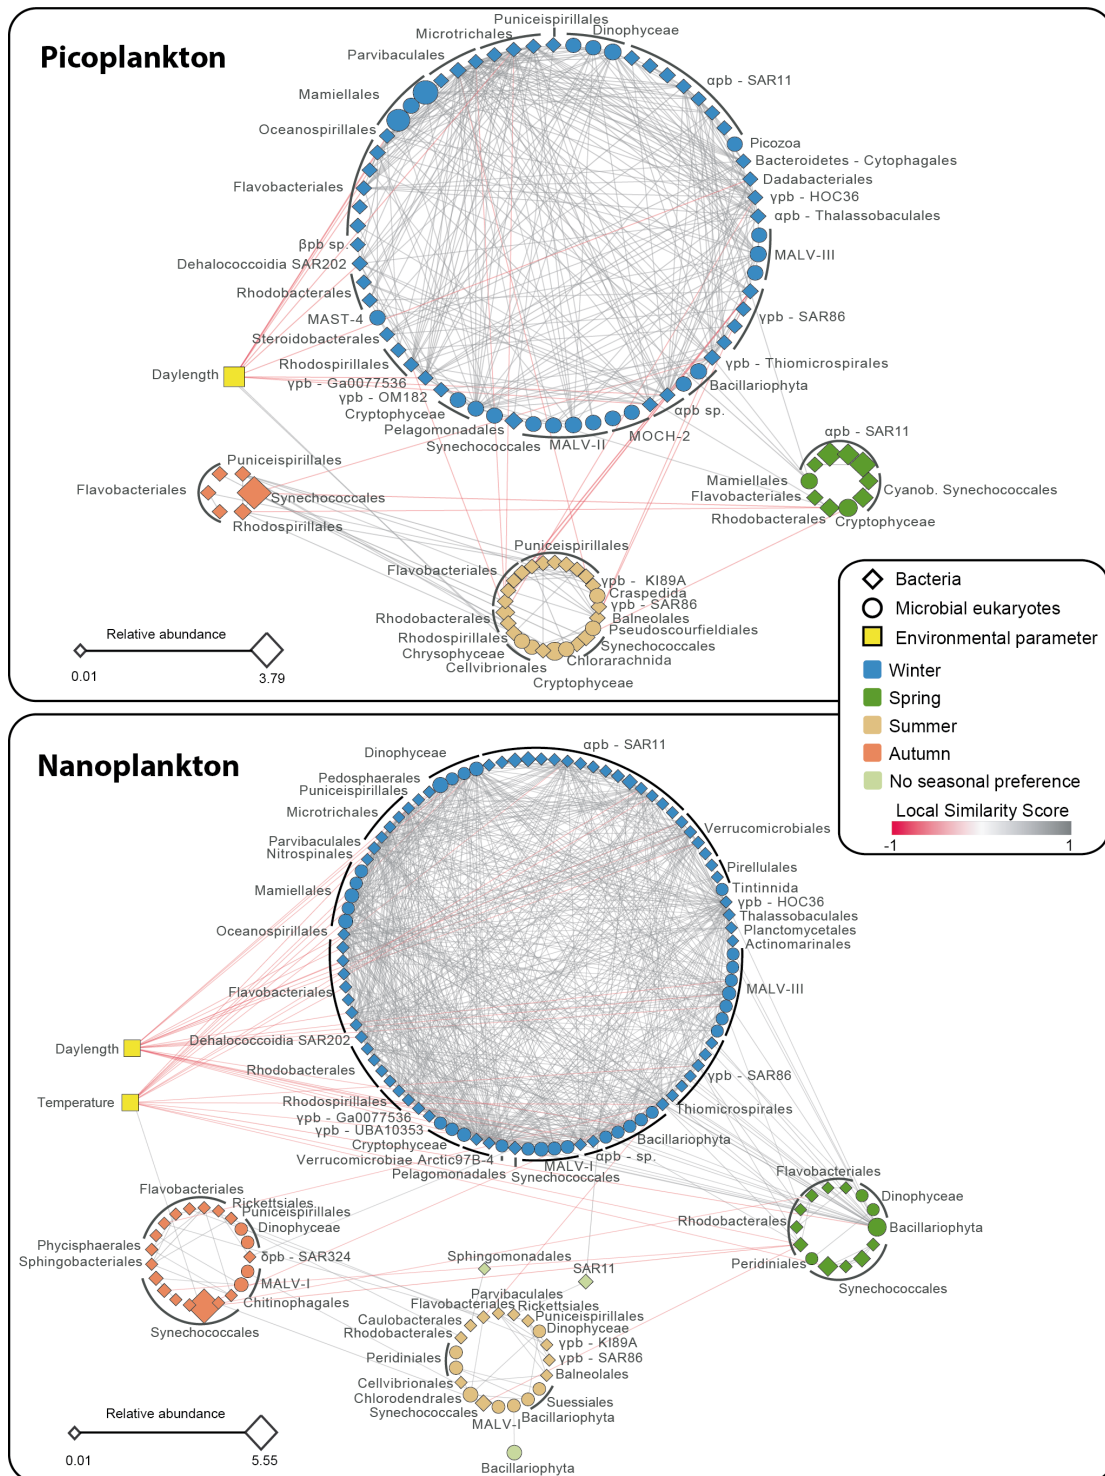 Picoplankton
Puniceispirillales
Microtrichales
Dinophyceae
Parvibaculales
αpb - SAR11
Mamiellales
Oceanospirillales
Picozoa
Bacteroidetes - Cytophagales
Dadabacteriales
Flavobacteriales
γpb - HOC36
αpb - Thalassobaculales
βpb sp.
MALV-III
Dehalococcoidia SAR202
Rhodobacterales
γpb - SAR86
MAST-4
Steroidobacterales
γpb - Thiomicrospirales
Rhodospirillales
Daylength
γpb - Ga0077536
Bacillariophyta
γpb - OM182
Cryptophyceae
αpb sp.
Pelagomonadales
MOCH-2
Synechococcales
MALV-II
αpb - SAR11
Puniceispirillales
Mamiellales
Flavobacteriales
Synechococcales
Cyanob. Synechococcales
Flavobacteriales
Rhodobacterales
Cryptophyceae
Rhodospirillales
Puniceispirillales
Flavobacteriales
γpb - KI89A
Craspedida
γpb - SAR86
Rhodobacterales
Balneolales
Pseudoscourfieldiales
Rhodospirillales
Synechococcales
Chrysophyceae
Chlorarachnida
Cellvibrionales
Cryptophyceae
Relative abundance
0.01
3.79
Bacteria
Microbial eukaryotes
Environmental parameter
Winter
Spring
Summer
Autumn
No seasonal preference
Local Similarity Score
-1
1
Nanoplankton
αpb - SAR11
Dinophyceae
Pedosphaerales
Puniceispirillales
Microtrichales
Verrucomicrobiales
Parvibaculales
Nitrospinales
Pirellulales
Mamiellales
Tintinnida
γpb - HOC36
Thalassobaculales
Oceanospirillales
Planctomycetales
Actinomarinales
Flavobacteriales
MALV-III
Dehalococcoidia SAR202
Daylength
Rhodobacterales
γpb - SAR86
Temperature
Rhodospirillales
Thiomicrospirales
γpb - Ga0077536
γpb - UBA10353
Bacillariophyta
Cryptophyceae
Verrucomicrobiae Arctic97B-4
αpb - sp.
MALV-I
Pelagomonadales
Synechococcales
Flavobacteriales
Dinophyceae
Rhodobacterales
Bacillariophyta
Peridiniales
Synechococcales
Flavobacteriales
Rickettsiales
Puniceispirillales
Dinophyceae
Phycisphaerales
Sphingobacteriales
δpb - SAR324
MALV-I
Chitinophagales
Synechococcales
Sphingomonadales
SAR11
Parvibaculales
Flavobacteriales
Rickettsiales
Caulobacterales
Puniceispirillales
Rhodobacterales
Dinophyceae
γpb - KI89A
Peridiniales
γpb - SAR86
Balneolales
Cellvibrionales
Chlorodendrales
Suessiales
Synechococcales
Bacillariophyta
MALV-I
Bacillariophyta
Relative abundance
0.01
5.55